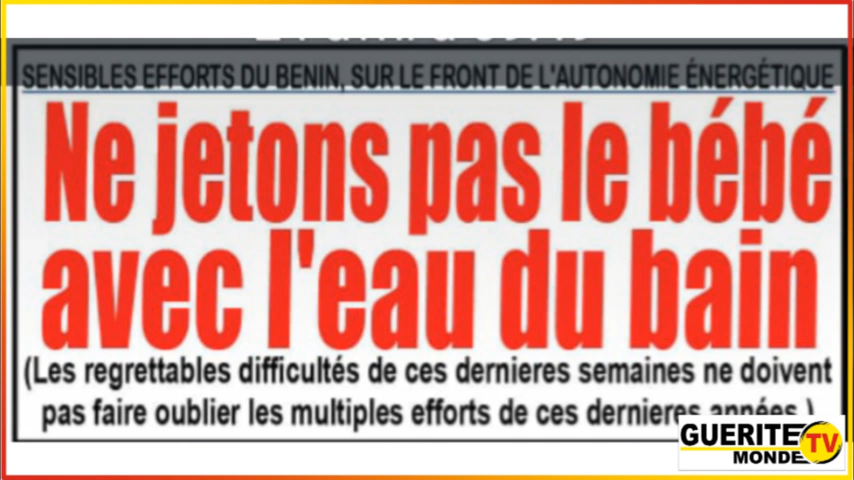 SENSIBLES EFFORTS DU BENIN, SUR LE FRONT DE L'AUTONOMIE ÉNERGÉTIQUE
Ne jetons pas le bébé
avec l'eau du bain
(Les regrettables difficultés de ces dernieres semaines ne doivent
pas faire oublier les multiples efforts de ces dernieres années.)
GUERITE TV
MONDE